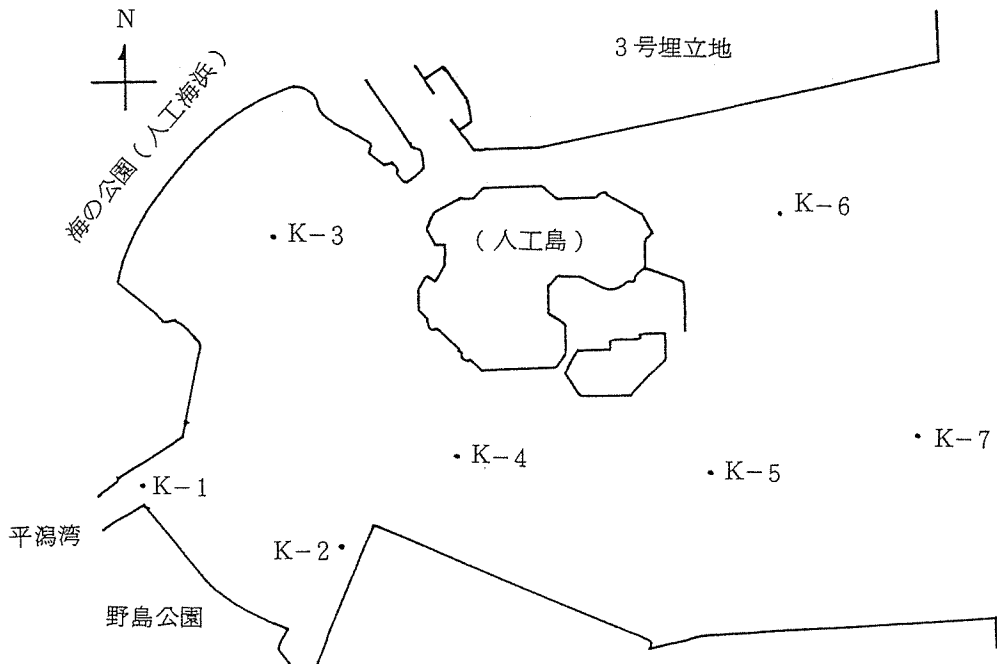 N
3号埋立地
海の公園(人工海浜)
K-6
K-3
(人工島)
K-7
K-4
K-5
K-1
平潟湾
K-2
野島公園